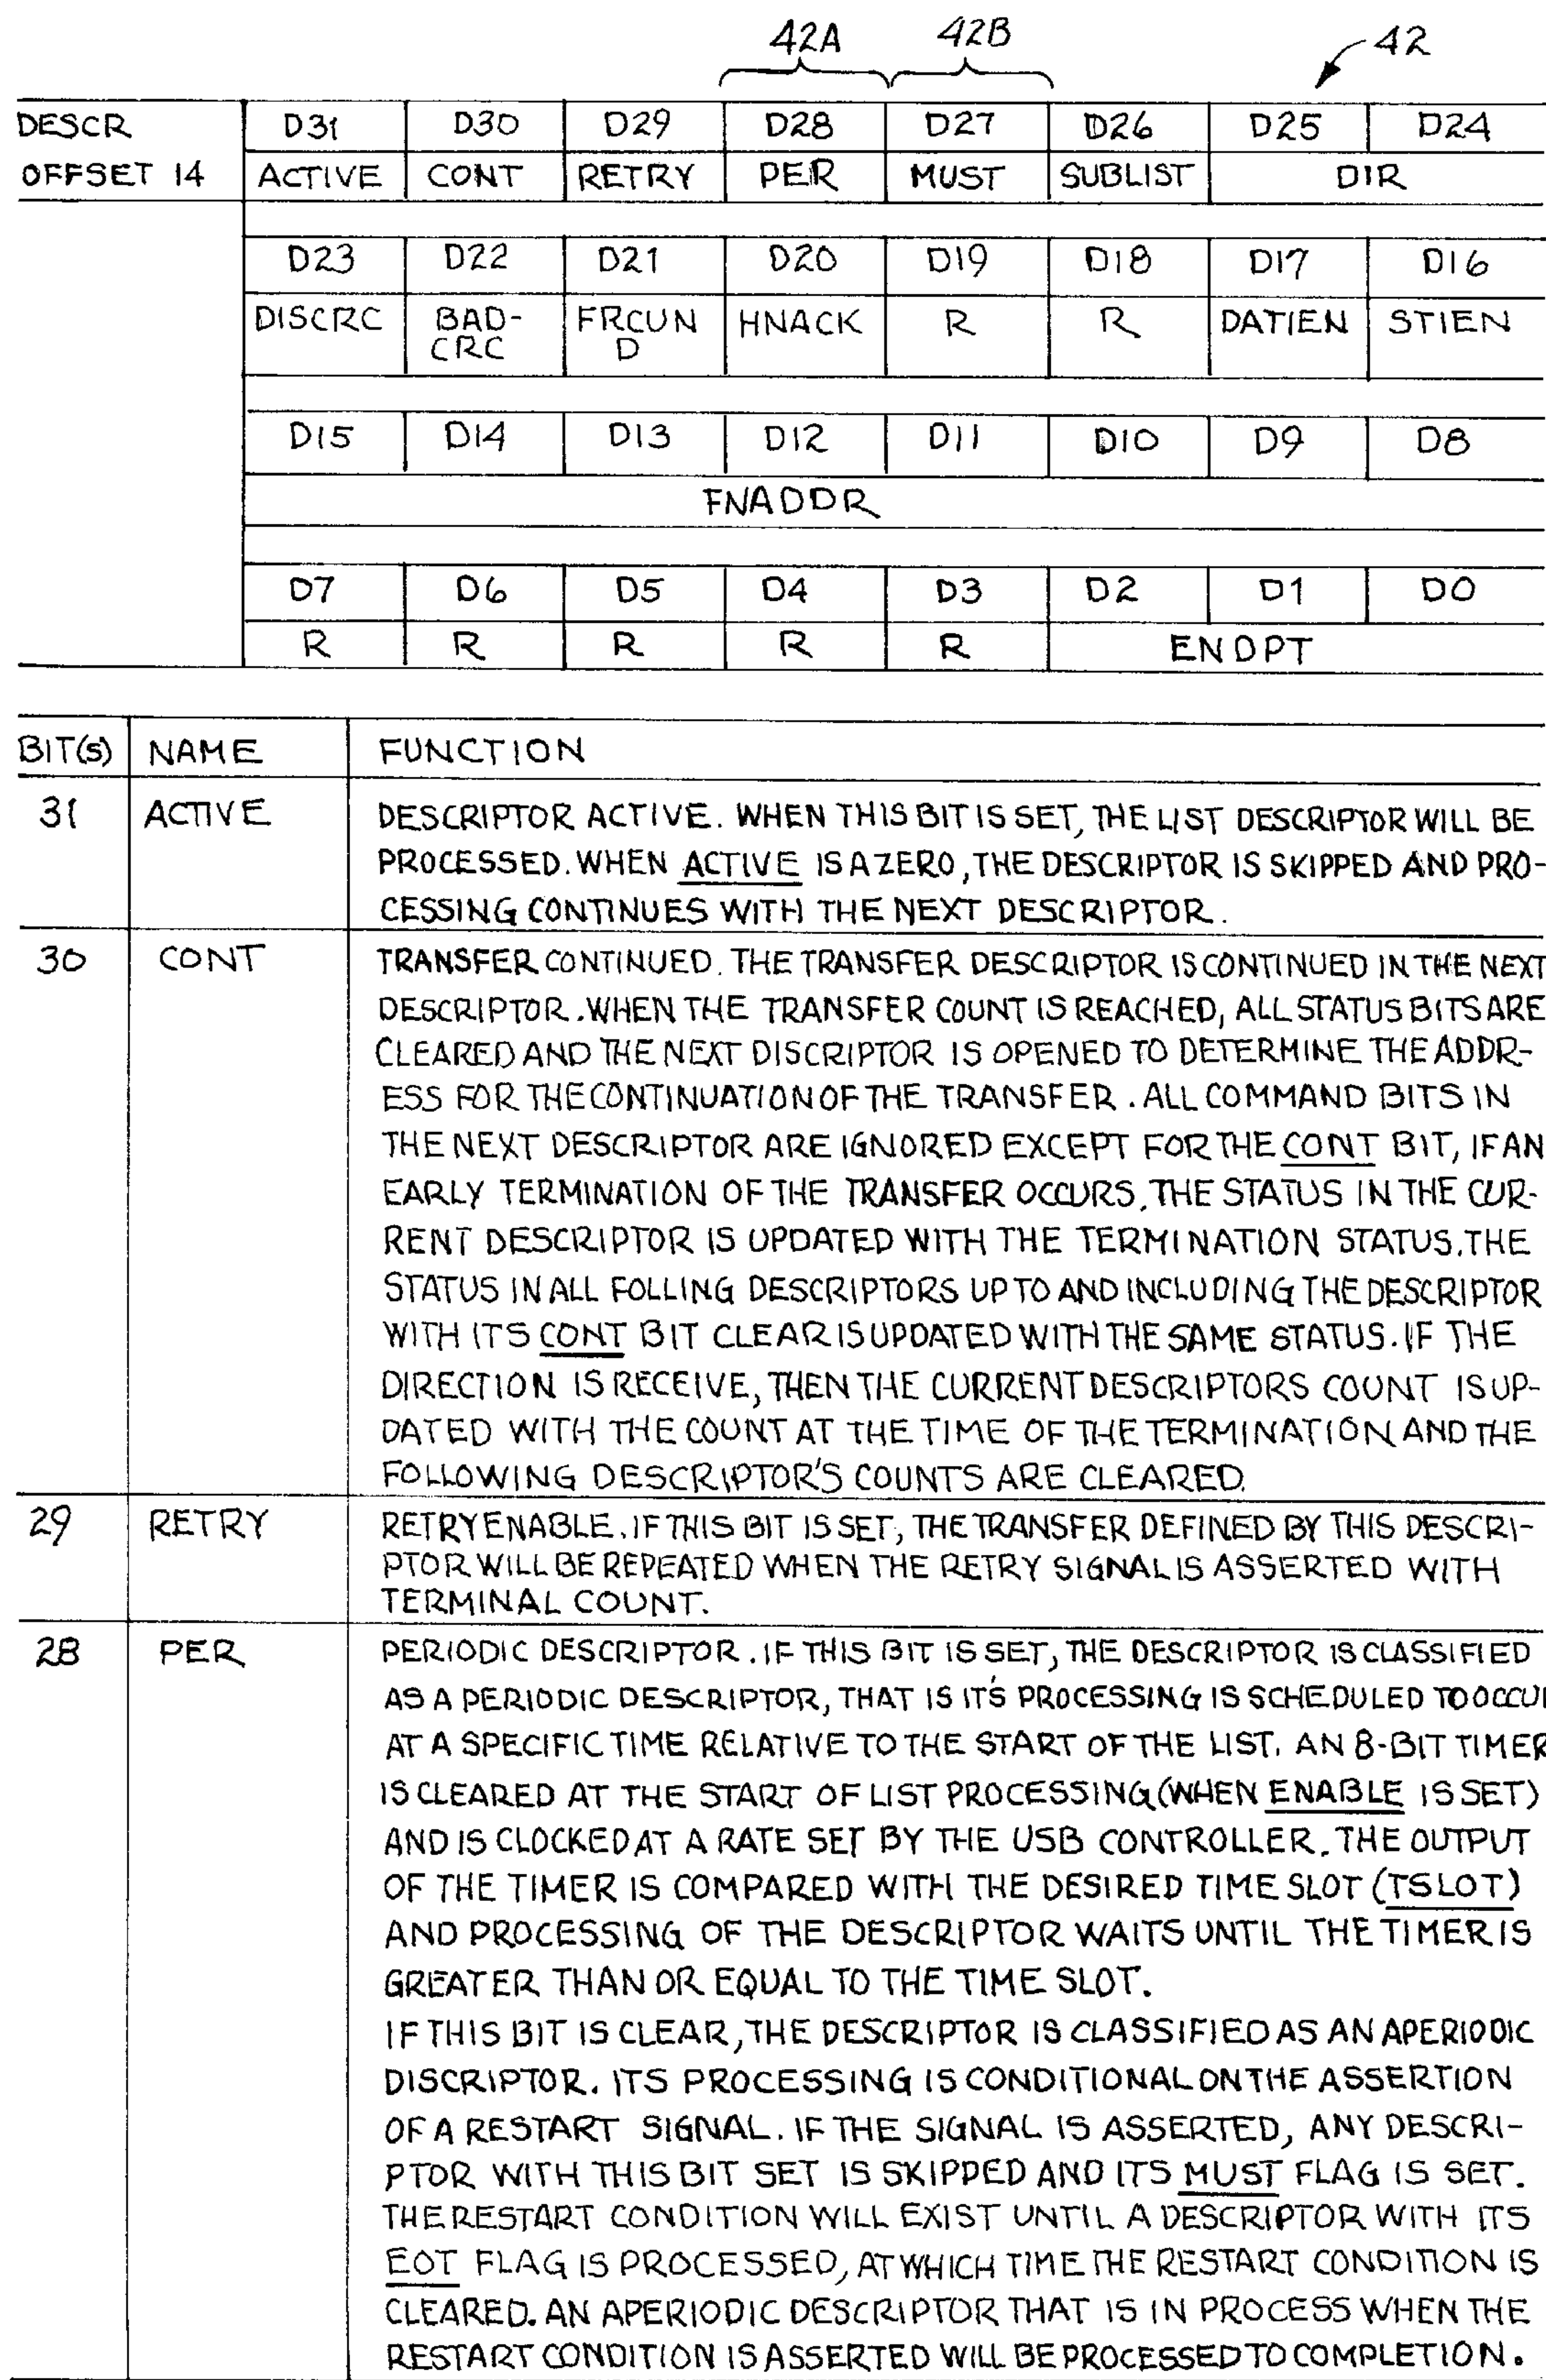 42A 42B 42
DESCR D31 D30 D29 D28 D27 D26 D25 D24
OFFSET 14 ACTIVE CONT RETRY PER MUST SUBLIST DIR
D23 D22 D21 D20 D19 D18 D17 D16
DISCRC BAD- FRCUN HNACK R R DATIEN STIEN
CRC D
D15 D14 D13 D12 D11 D10 D9 D8
FNADDR
D7 D6 D5 D4 D3 D2 D1 D0
R R R R R ENDPT
BIT(S) NAME FUNCTION
31 ACTIVE DESCRIPTOR ACTIVE. WHEN THIS BIT IS SET, THE LIST DESCRIPTOR WILL BE
PROCESSED. WHEN ACTIVE IS A ZERO, THE DESCRIPTOR IS SKIPPED AND PRO-
CESSING CONTINUES WITH THE NEXT DESCRIPTOR.
30 CONT TRANSFER CONTINUED. THE TRANSFER DESCRIPTOR IS CONTINUED IN THE NEXT
DESCRIPTOR. WHEN THE TRANSFER COUNT IS REACHED, ALL STATUS BITS ARE
CLEARED AND THE NEXT DISCRIPTOR IS OPENED TO DETERMINE THE ADDR-
ESS FOR THE CONTINUATION OF THE TRANSFER. ALL COMMAND BITS IN
THE NEXT DESCRIPTOR ARE IGNORED EXCEPT FOR THE CONT BIT, IF AN
EARLY TERMINATION OF THE TRANSFER OCCURS, THE STATUS IN THE CUR-
RENT DESCRIPTOR IS UPDATED WITH THE TERMINATION STATUS. THE
STATUS IN ALL FOLLING DESCRIPTORS UP TO AND INCLUDING THE DESCRIPTOR
WITH ITS CONT BIT CLEAR IS UPDATED WITH THE SAME STATUS. IF THE
DIRECTION IS RECEIVE, THEN THE CURRENT DESCRIPTORS COUNT IS UP-
DATED WITH THE COUNT AT THE TIME OF THE TERMINATION AND THE
FOLLOWING DESCRIPTOR'S COUNTS ARE CLEARED.
29 RETRY RETRY ENABLE. IF THIS BIT IS SET, THE TRANSFER DEFINED BY THIS DESCRI-
PTOR WILL BE REPEATED WHEN THE RETRY SIGNAL IS ASSERTED WITH
TERMINAL COUNT.
28 PER PERIODIC DESCRIPTOR. IF THIS BIT IS SET, THE DESCRIPTOR IS CLASSIFIED
AS A PERIODIC DESCRIPTOR, THAT IS IT'S PROCESSING IS SCHEDULED TO OCCU
AT A SPECIFIC TIME RELATIVE TO THE START OF THE LIST. AN 8-BIT TIMER
IS CLEARED AT THE START OF LIST PROCESSING (WHEN ENABLE IS SET)
AND IS CLOCKED AT A RATE SET BY THE USB CONTROLLER. THE OUTPUT
OF THE TIMER IS COMPARED WITH THE DESIRED TIME SLOT (TSLOT)
AND PROCESSING OF THE DESCRIPTOR WAITS UNTIL THE TIMER IS
GREATER THAN OR EQUAL TO THE TIME SLOT.
IF THIS BIT IS CLEAR, THE DESCRIPTOR IS CLASSIFIED AS AN APERIODIC
DISCRIPTOR. ITS PROCESSING IS CONDITIONAL ON THE ASSERTION
OF A RESTART SIGNAL. IF THE SIGNAL IS ASSERTED, ANY DESCRI-
PTOR WITH THIS BIT SET IS SKIPPED AND ITS MUST FLAG IS SET.
THE RESTART CONDITION WILL EXIST UNTIL A DESCRIPTOR WITH ITS
EOT FLAG IS PROCESSED, AT WHICH TIME THE RESTART CONDITION IS
CLEARED. AN APERIODIC DESCRIPTOR THAT IS IN PROCESS WHEN THE
RESTART CONDITION IS ASSERTED WILL BE PROCESSED TO COMPLETION.